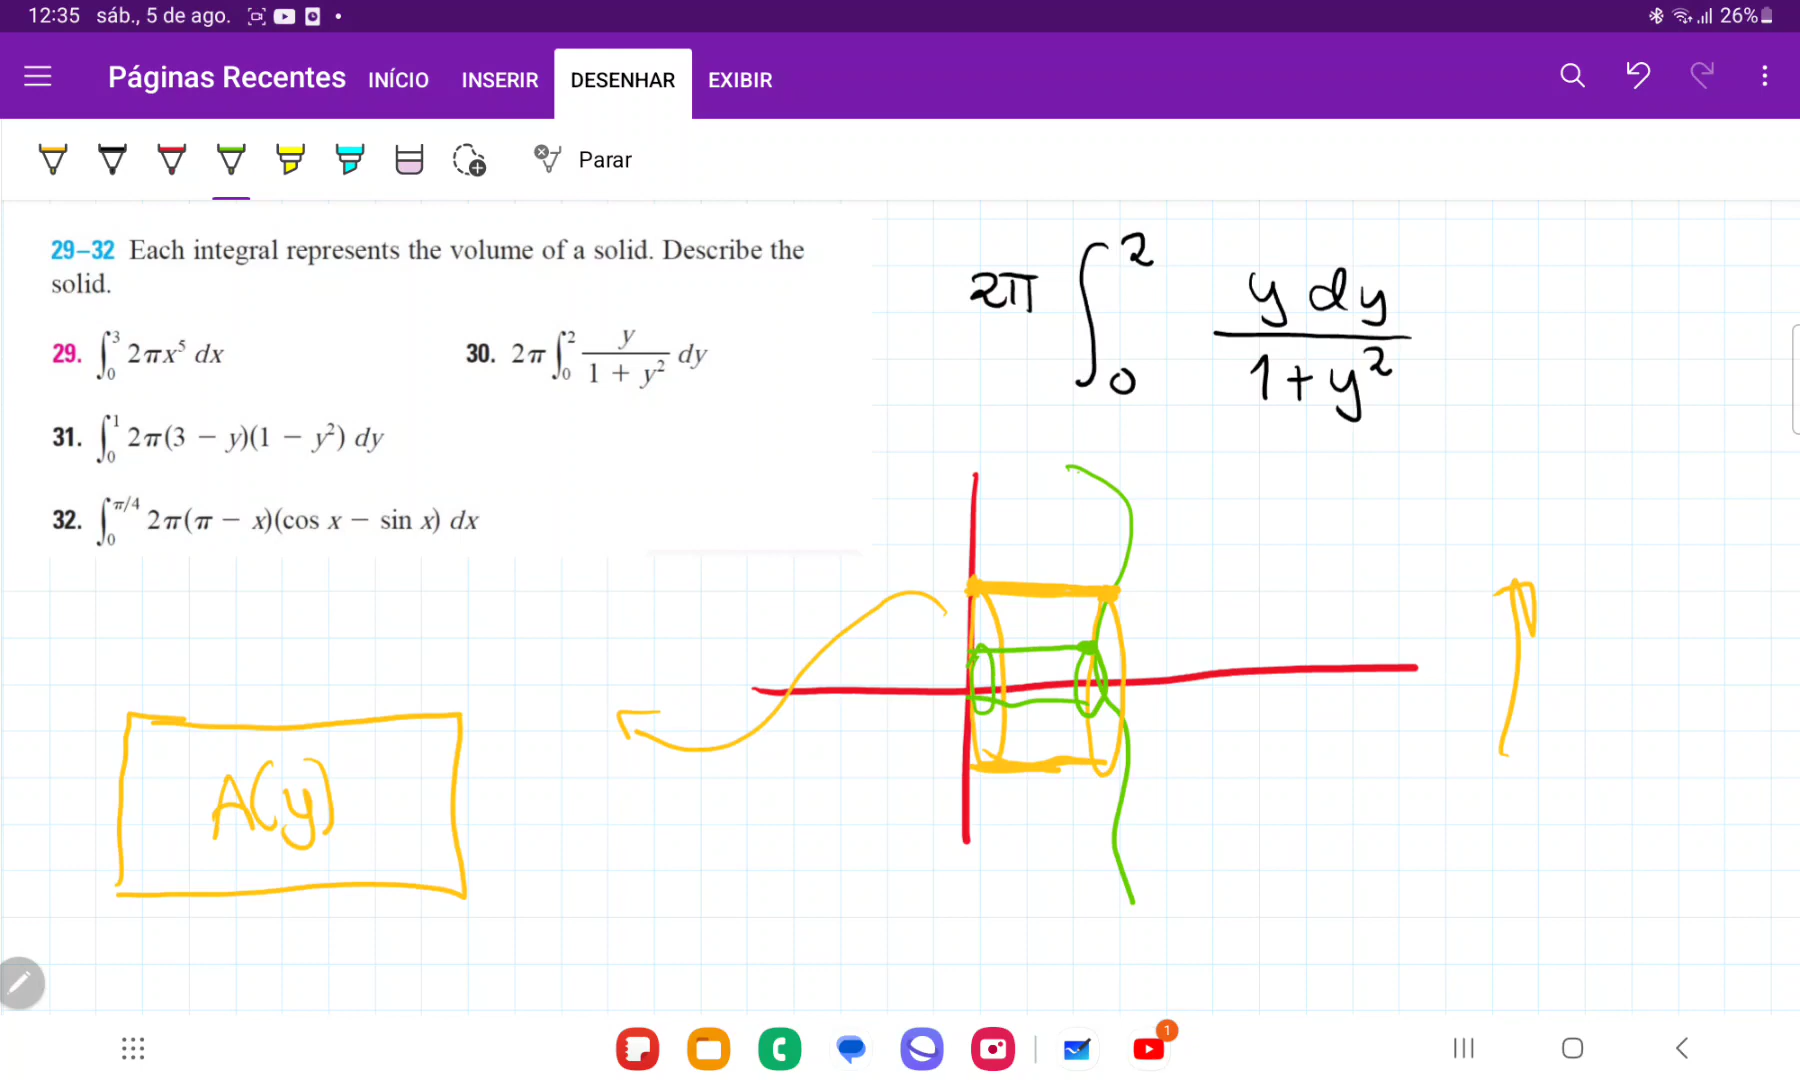 12:35 sáb., 5 de ago.
26%
Páginas Recentes INÍCIO INSERIR DESENHAR EXIBIR
Parar
29–32 Each integral represents the volume of a solid. Describe the
solid.
29. ∫₀³ 2πx⁵ dx
30. 2π ∫₀² y/(1 + y²) dy
31. ∫₀¹ 2π(3 − y)(1 − y²) dy
32. ∫₀^(π/4) 2π(π − x)(cos x − sin x) dx
2π ∫₀² y dy/(1+y²)
A(y)
1